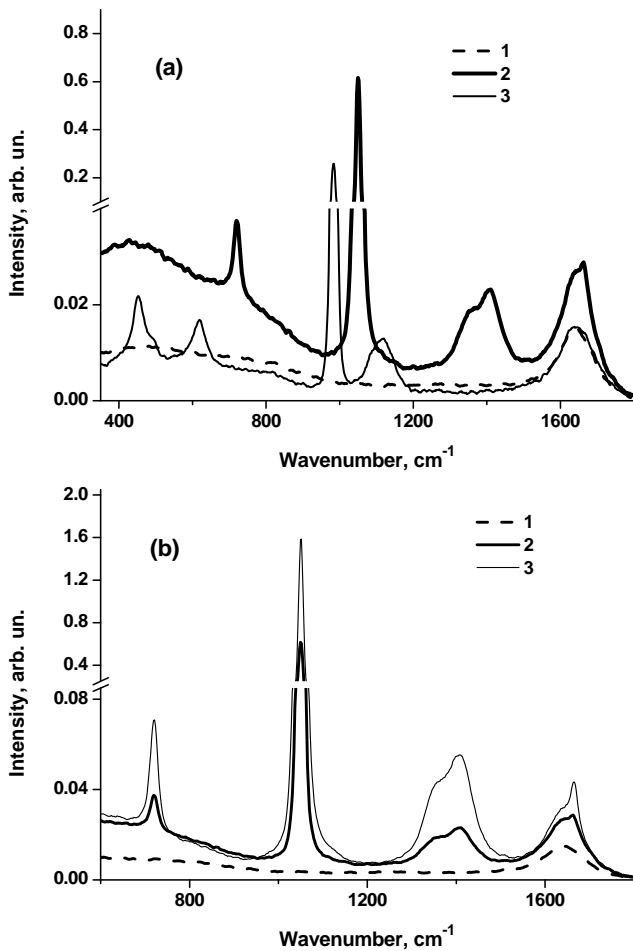 0.8
(a)
1
2
3
0.6
0.4
0.2
0.02
0.00
Intensity, arb. un.
400 800 1200 1600
Wavenumber, cm-1
2.0
(b)
1
2
3
1.6
1.2
0.8
0.4
0.08
0.04
0.00
Intensity, arb. un.
800 1200 1600
Wavenumber, cm-1